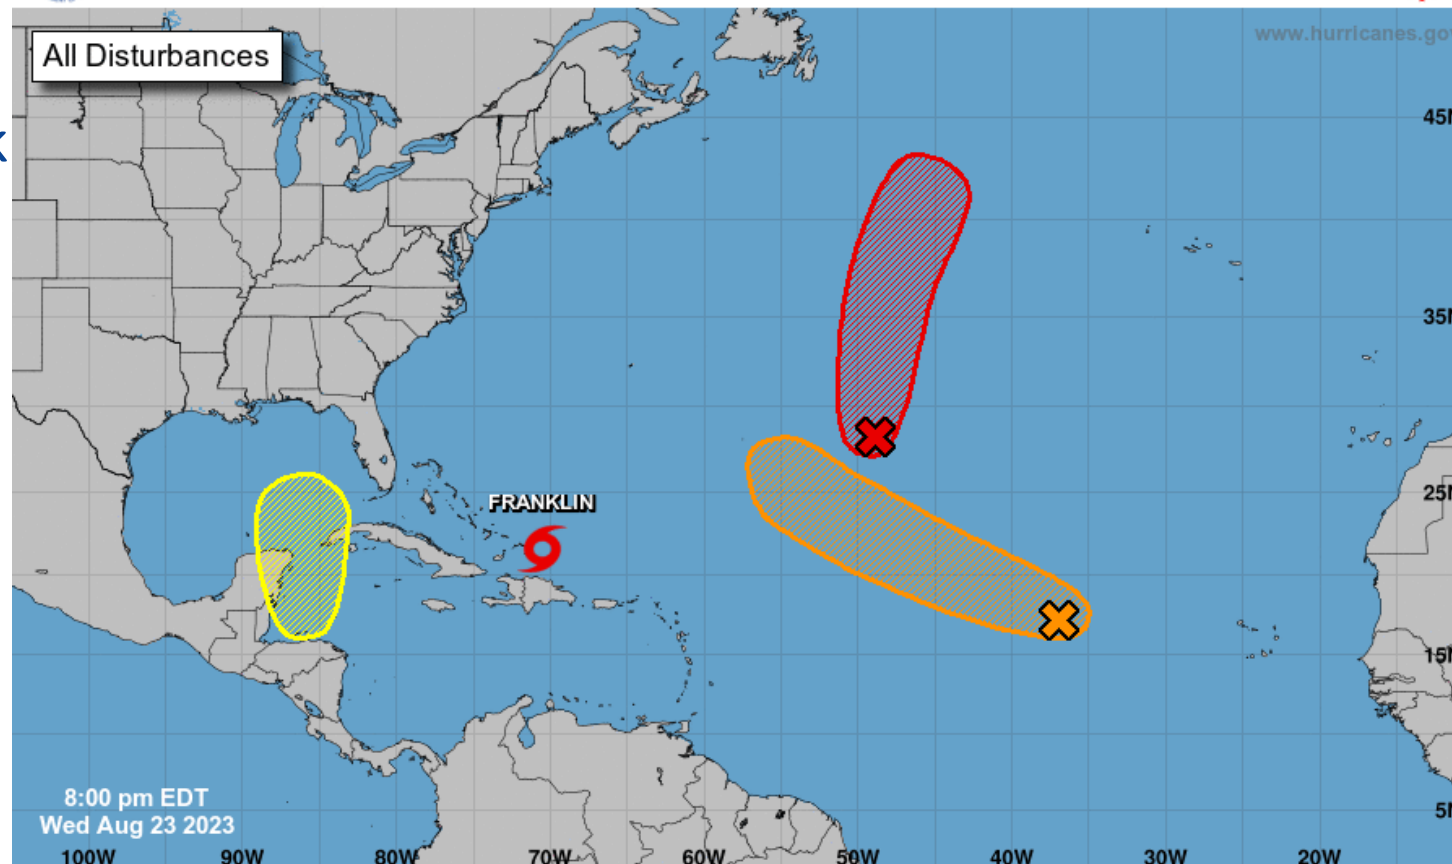 www.hurricanes.gov
All Disturbances
45N
K
35N
FRANKLIN
25N
15N
8:00 pm EDT
Wed Aug 23 2023
5N
100W 90W 80W 70W 60W 50W 40W 30W 20W